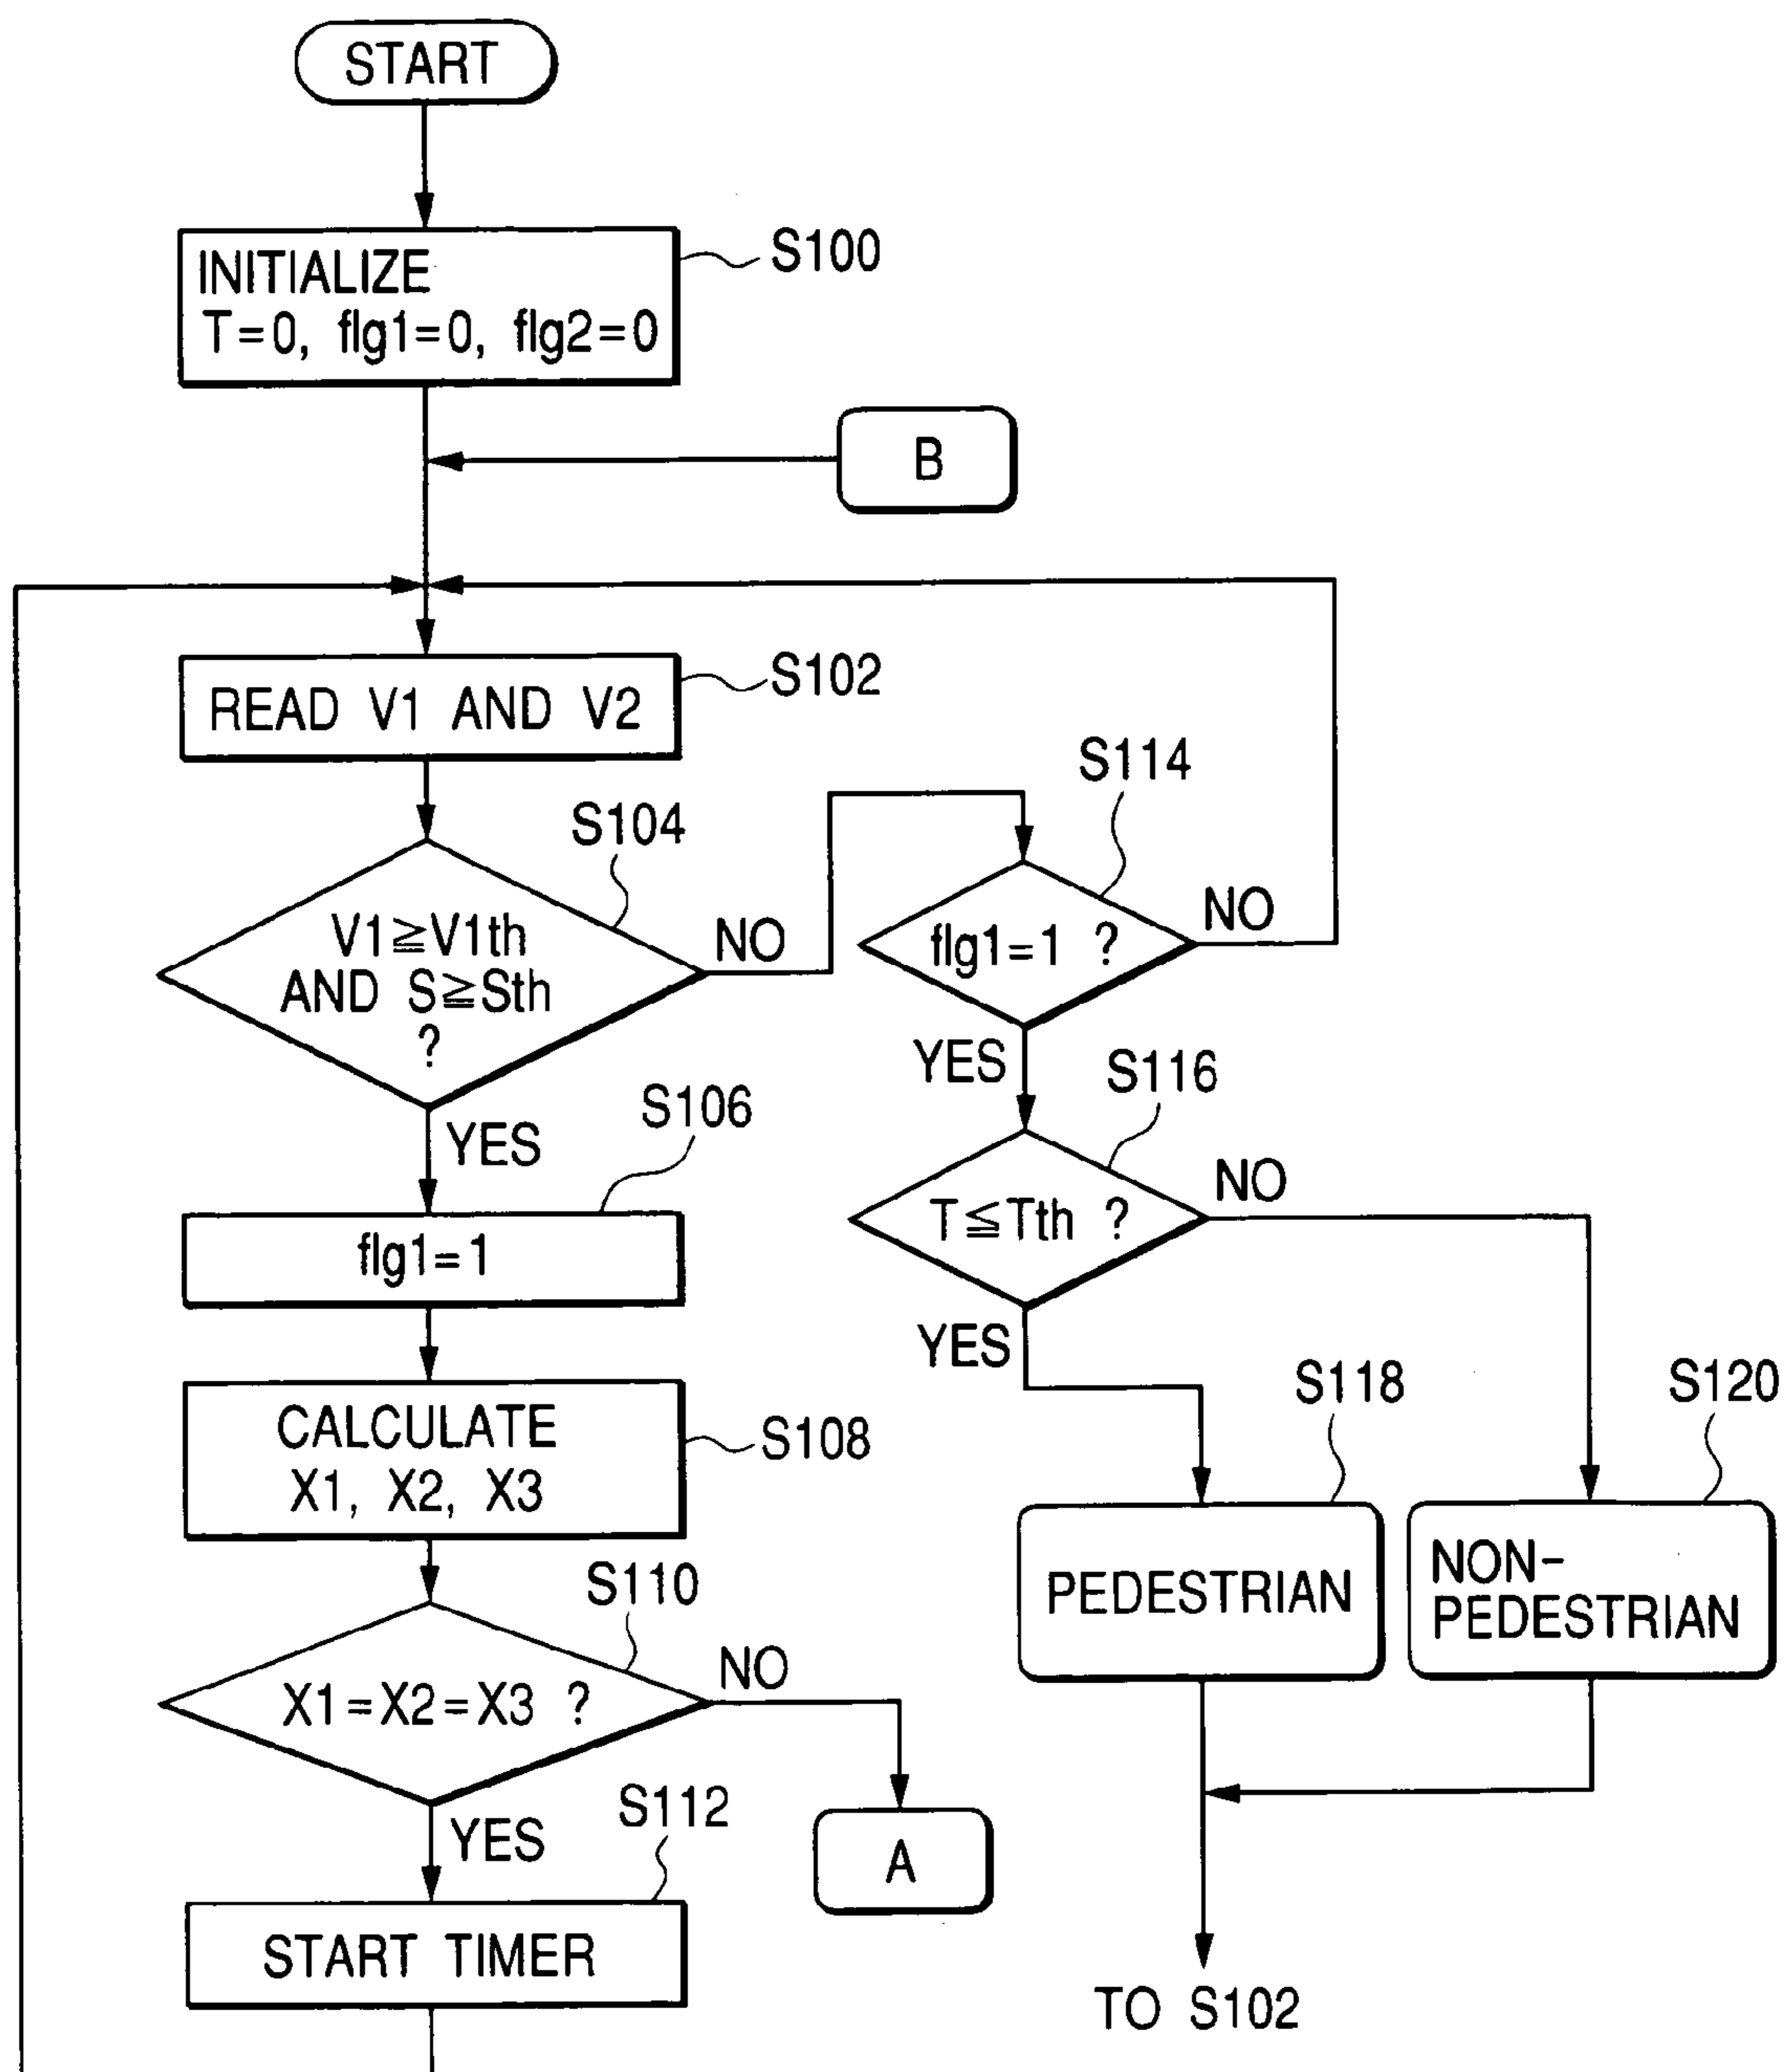 START
INITIALIZE
T=0, flg1=0, flg2=0
S100
B
READ V1 AND V2
S102
S104
V1≧V1th
AND S≧Sth
?
NO
YES
S114
flg1=1 ?
NO
YES
S106
flg1=1
S116
T≦Tth ?
NO
YES
CALCULATE
X1, X2, X3
S108
S118
PEDESTRIAN
S120
NON-
PEDESTRIAN
S110
X1=X2=X3 ?
NO
YES
A
S112
START TIMER
TO S102